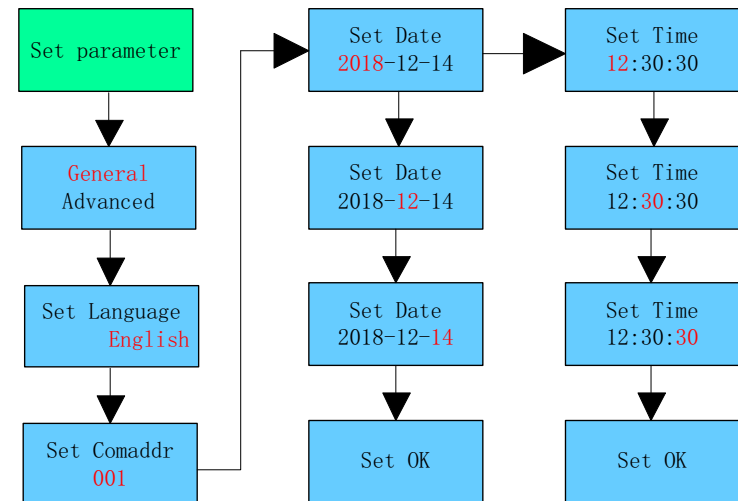 Set parameter
General
Advanced
Set Language
English
Set Comaddr
001
Set Date
2018-12-14
Set Date
2018-12-14
Set Date
2018-12-14
Set OK
Set Time
12:30:30
Set Time
12:30:30
Set Time
12:30:30
Set OK